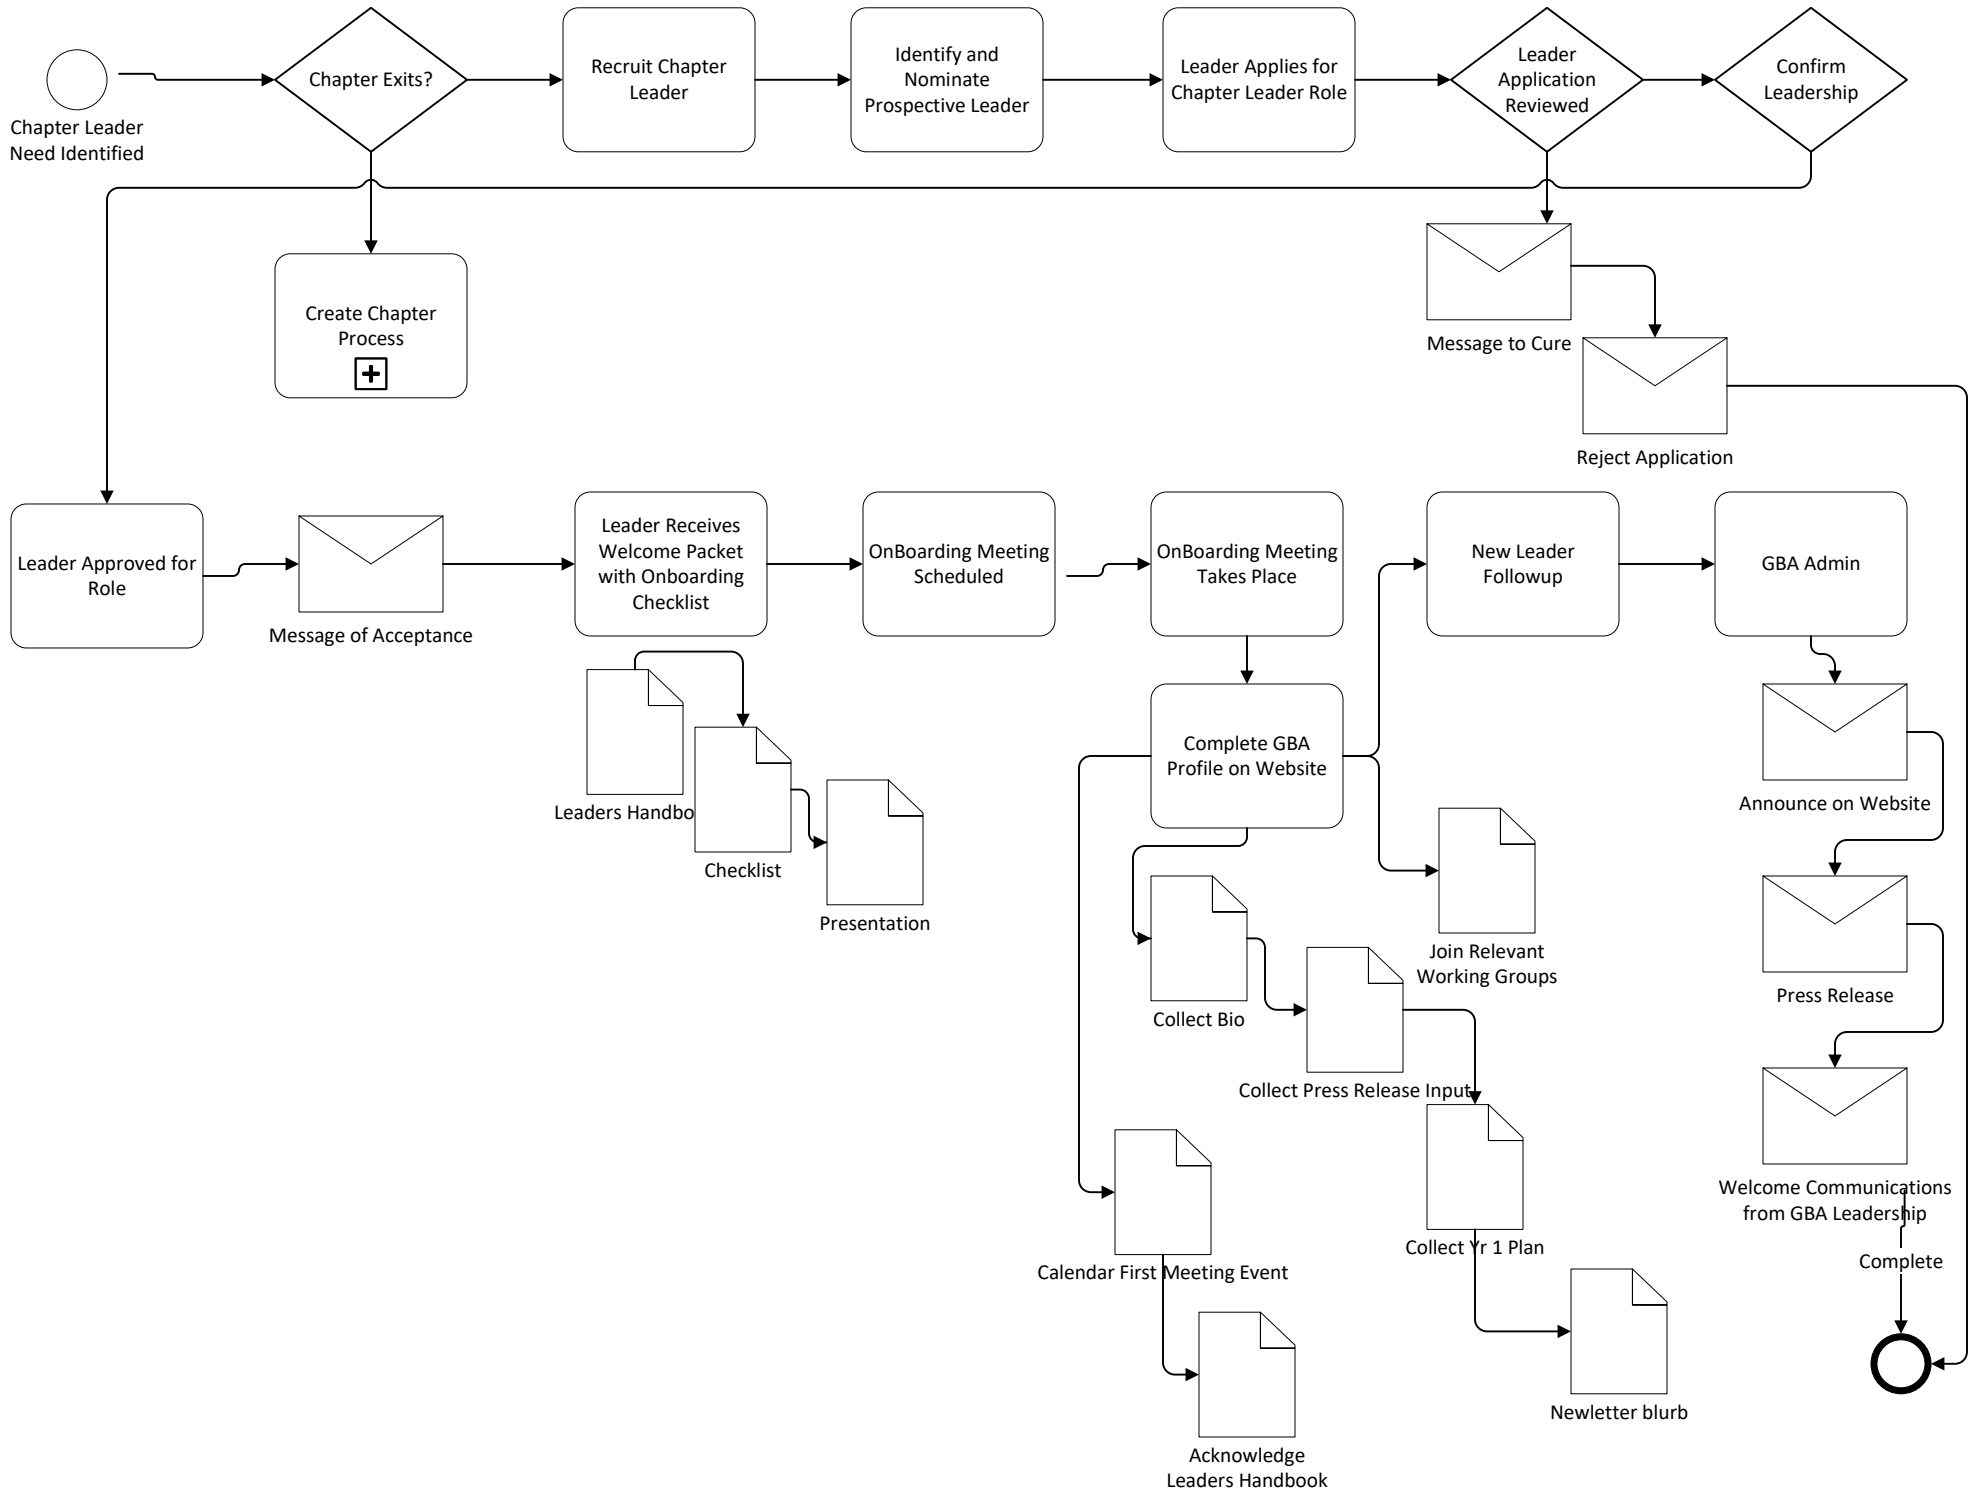 Chapter Leader
Need Identified
Chapter Exits?
Recruit Chapter
Leader
Identify and
Nominate
Prospective Leader
Leader Applies for
Chapter Leader Role
Leader
Application
Reviewed
Confirm
Leadership
Create Chapter
Process
Message to Cure
Reject Application
Leader Approved for
Role
Message of Acceptance
Leader Receives
Welcome Packet
with Onboarding
Checklist
OnBoarding Meeting
Scheduled
OnBoarding Meeting
Takes Place
New Leader
Followup
GBA Admin
Leaders Handbo
Checklist
Presentation
Complete GBA
Profile on Website
Announce on Website
Join Relevant
Working Groups
Collect Bio
Press Release
Collect Press Release Input
Welcome Communications
from GBA Leadership
Collect Yr 1 Plan
Complete
Calendar First Meeting Event
Newletter blurb
Acknowledge
Leaders Handbook